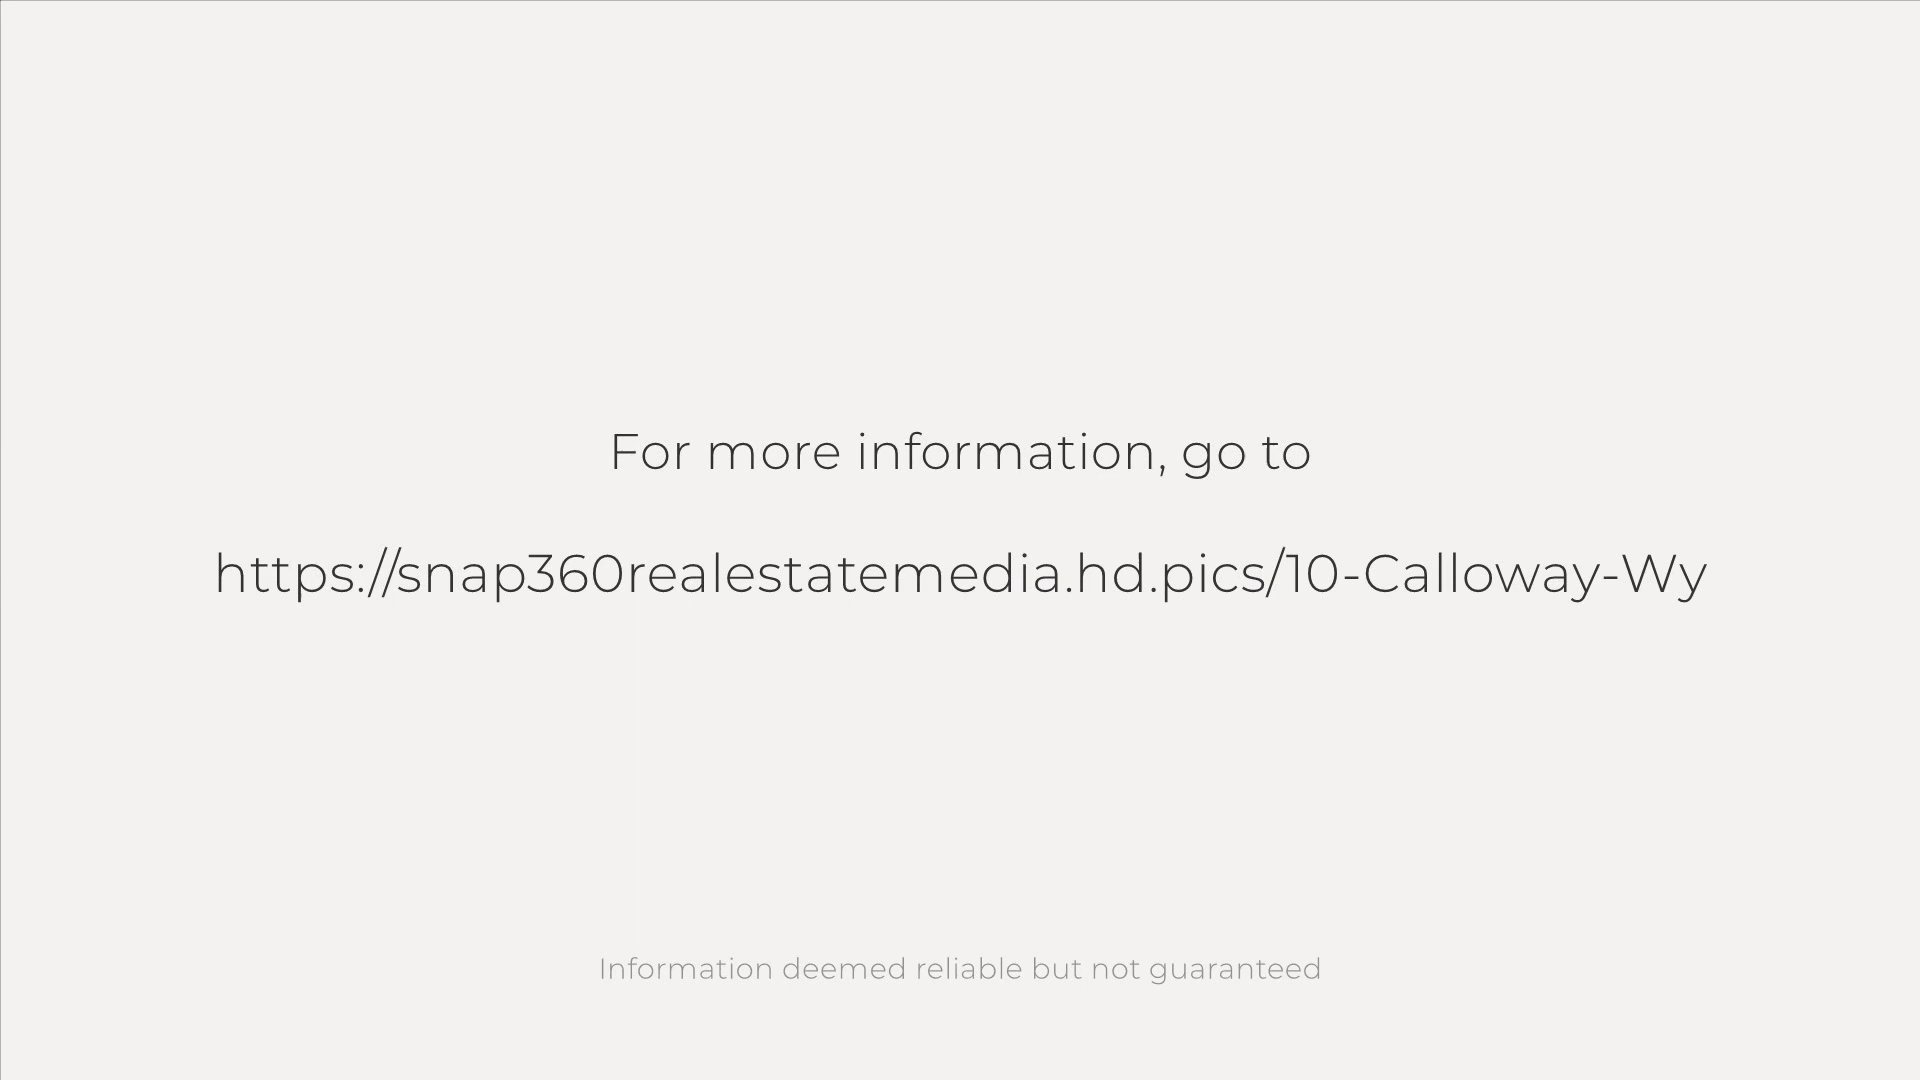 For more information, go to
https://snap360realestatemedia.hd.pics/10-Calloway-Wy
Information deemed reliable but not guaranteed